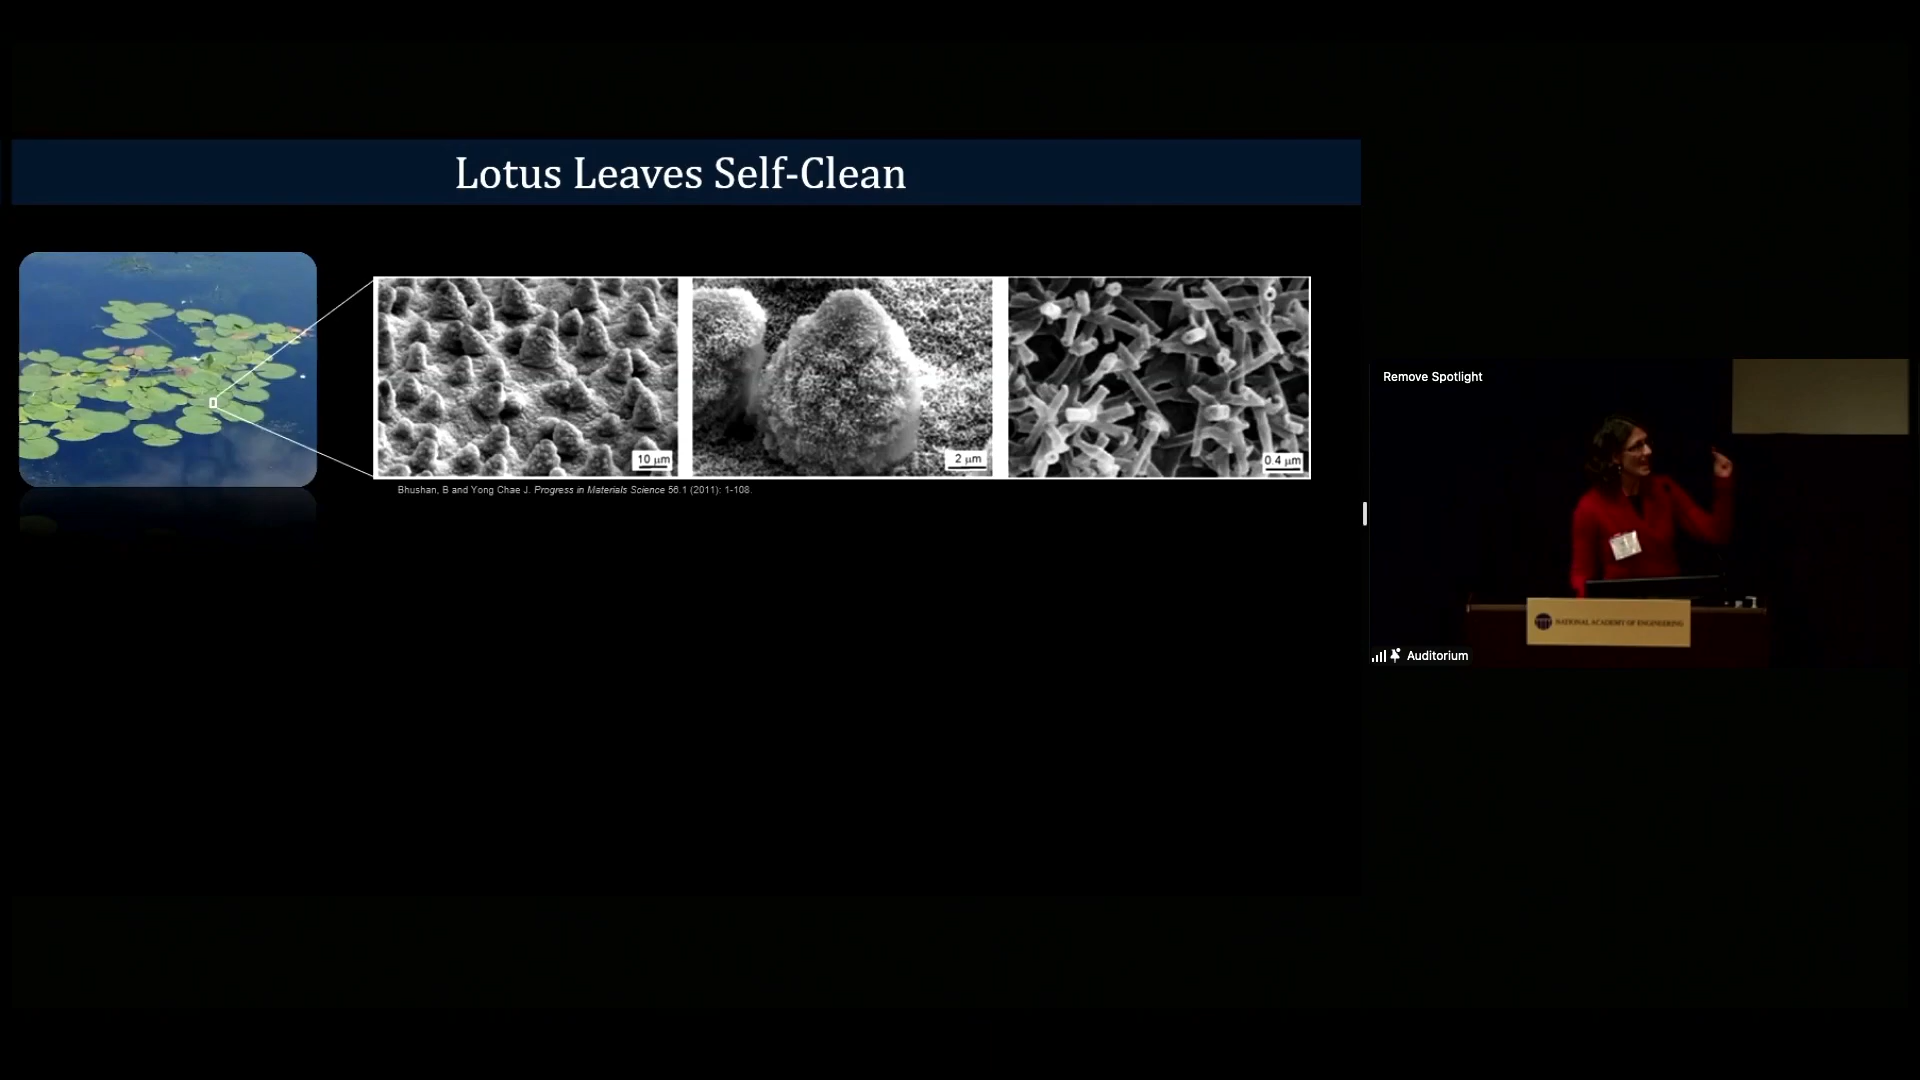 Lotus Leaves Self-Clean
10 µm
2 µm
0.4 µm
Bhushan, B and Yong Chae J. Progress in Materials Science 56.1 (2011): 1-108.
Remove Spotlight
NATIONAL ACADEMY OF ENGINEERING
Auditorium